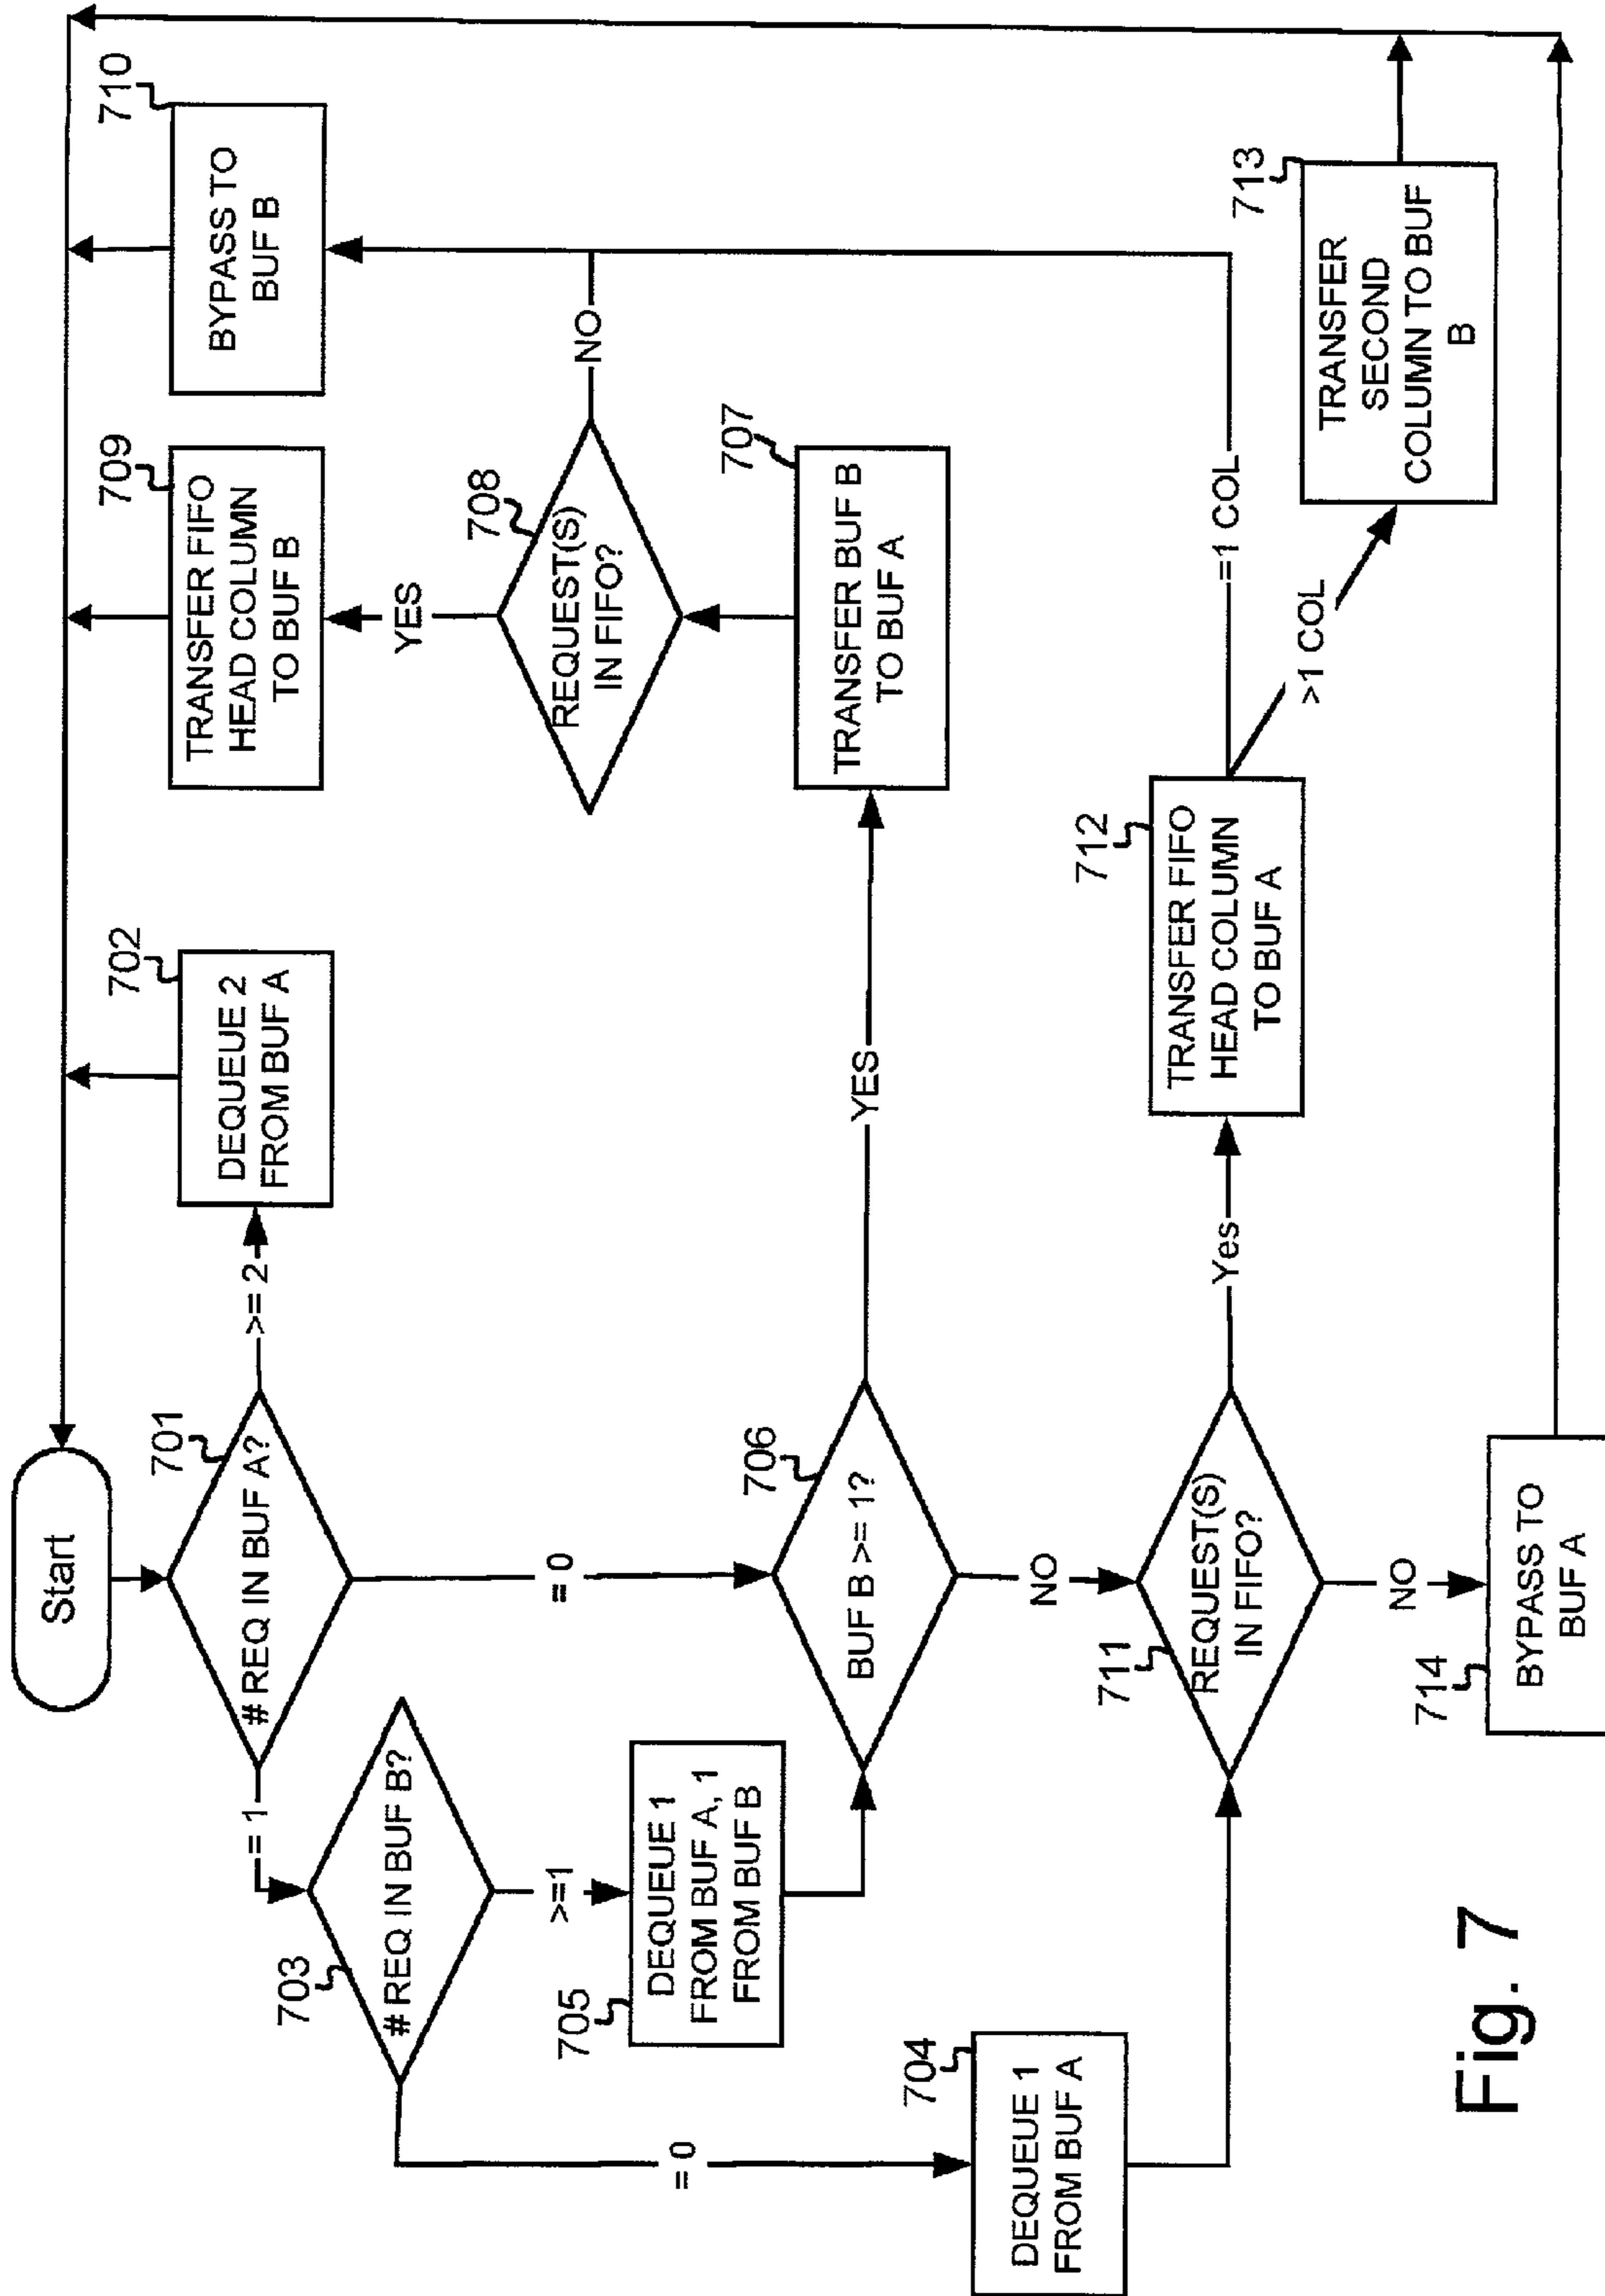 Start
701
# REQ IN BUF A?
>= 2
702
DEQUEUE 2
FROM BUF A
= 1
703
# REQ IN BUF B?
>=1
705
DEQUEUE 1
FROM BUF A, 1
FROM BUF B
= 0
704
DEQUEUE 1
FROM BUF A
= 0
706
BUF B >= 1?
YES
707
TRANSFER BUF B
TO BUF A
708
REQUEST(S)
IN FIFO?
YES
709
TRANSFER FIFO
HEAD COLUMN
TO BUF B
NO
710
BYPASS TO
BUF B
NO
711
REQUEST(S)
IN FIFO?
Yes
712
TRANSFER FIFO
HEAD COLUMN
TO BUF A
=1 COL
>1 COL
713
TRANSFER
SECOND
COLUMN TO BUF
B
NO
714
BYPASS TO
BUF A
Fig. 7